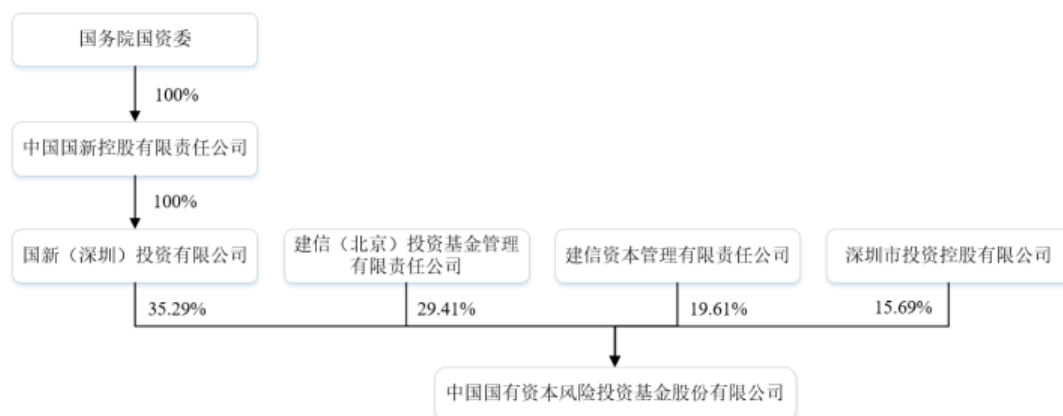 国务院国资委
100%
中国国新控股有限责任公司
100%
国新（深圳）投资有限公司
建信（北京）投资基金管理
有限责任公司
建信资本管理有限责任公司
深圳市投资控股有限公司
35.29%
29.41%
19.61%
15.69%
中国国有资本风险投资基金股份有限公司